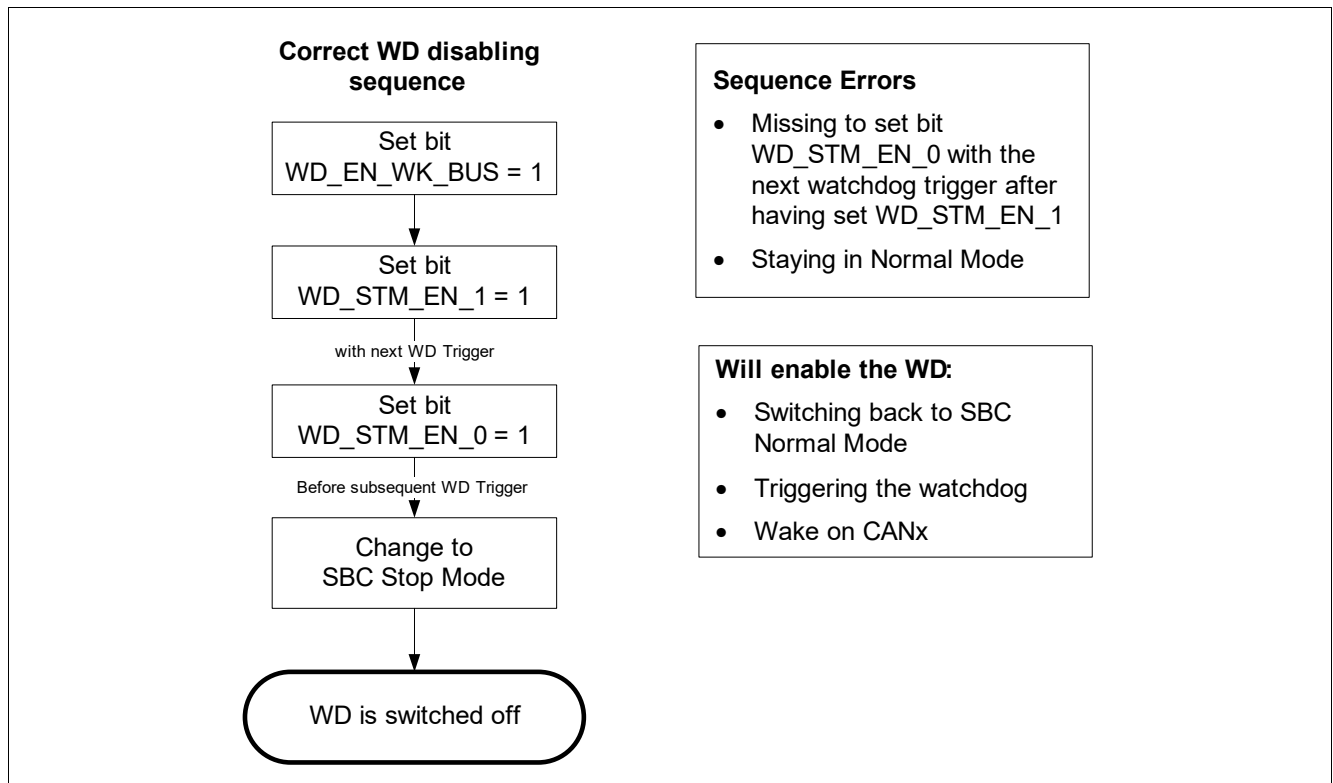 Correct WD disabling
sequence
Set bit
WD_EN_WK_BUS = 1
Set bit
WD_STM_EN_1 = 1
with next WD Trigger
Set bit
WD_STM_EN_0 = 1
Before subsequent WD Trigger
Change to
SBC Stop Mode
WD is switched off
Sequence Errors
• Missing to set bit
WD_STM_EN_0 with the
next watchdog trigger after
having set WD_STM_EN_1
• Staying in Normal Mode
Will enable the WD:
• Switching back to SBC
Normal Mode
• Triggering the watchdog
• Wake on CANx